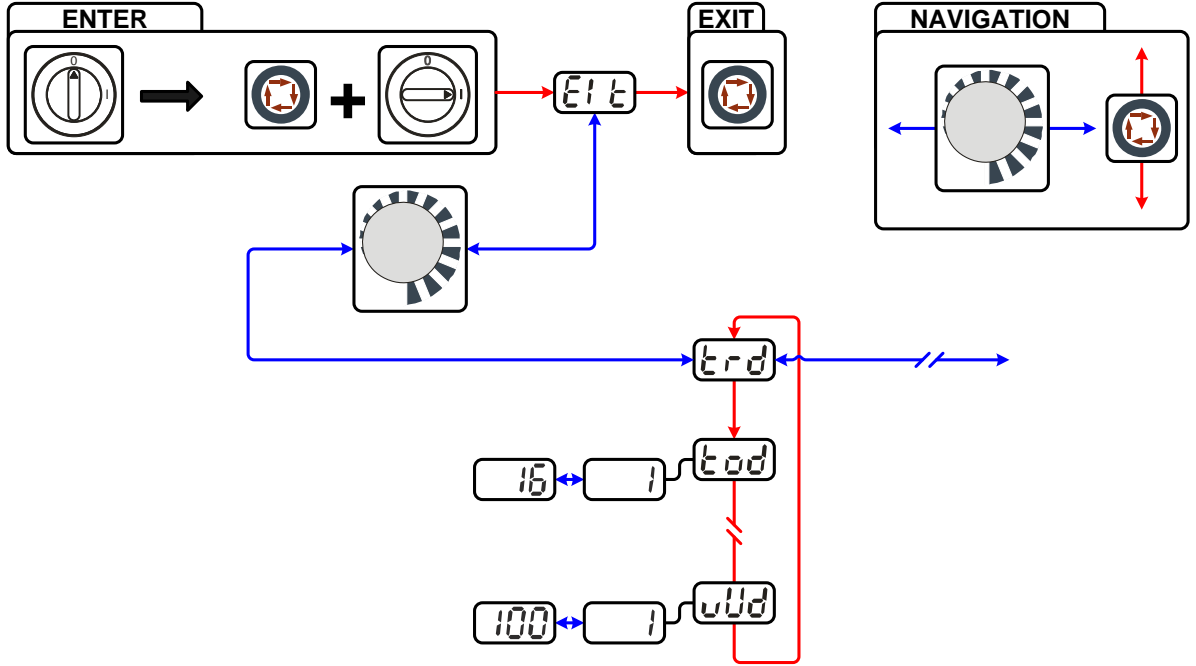 ENTER
EXIT
NAVIGATION
0
I
0
I
EIt
trd
tod
16
1
vUd
100
1